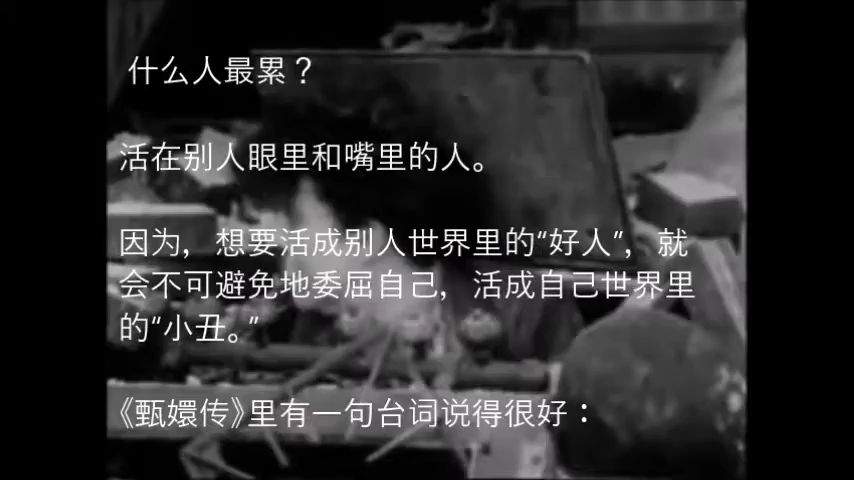 什么人最累？
活在别人眼里和嘴里的人。
因为，想要活成别人世界里的“好人”，就
会不可避免地委屈自己，活成自己世界里
的“小丑。”
《甄嬛传》里有一句台词说得很好：